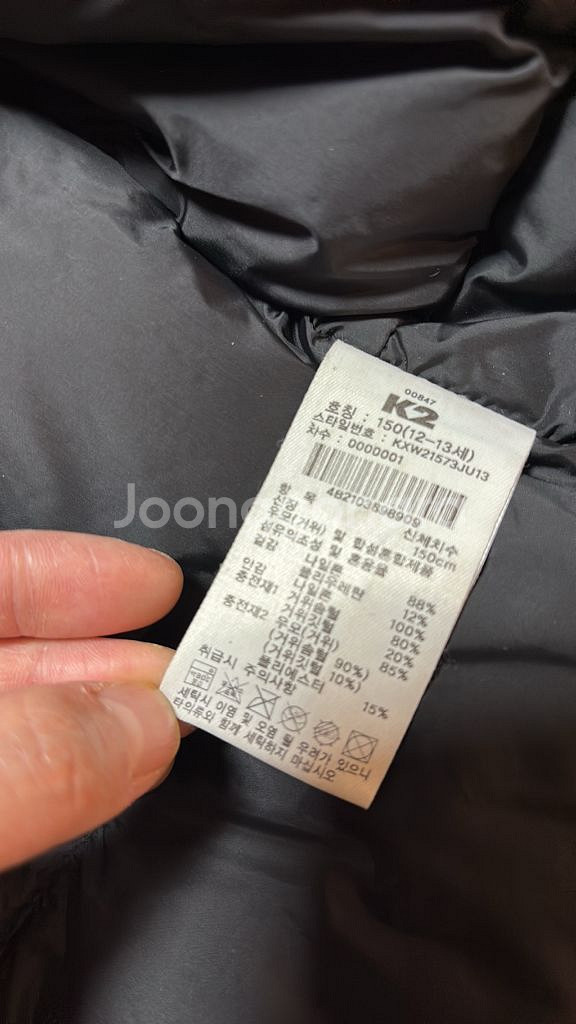 00847
K2
호칭 : 150(12-13세)
스타일번호 : KXW21573JU13
차수 : 000D001
4B2103898909
항 목 신체치수
신장 150cm
우모(거위) 및 합성혼합제품
섬유의조성 및 혼용율
겉감 나일론 88%
폴리우레탄 12%
안감 나일론 100%
충전재1 거위솜털 80%
거위깃털 20%
충전재2 우모(거위) 85%
(거위솜털 90%)
(거위깃털 10%)
폴리에스터 15%
취급시 주의사항
세탁시 이염 및 오염 될 우려가 있으니
타의류와 함께 세탁하지 마십시오